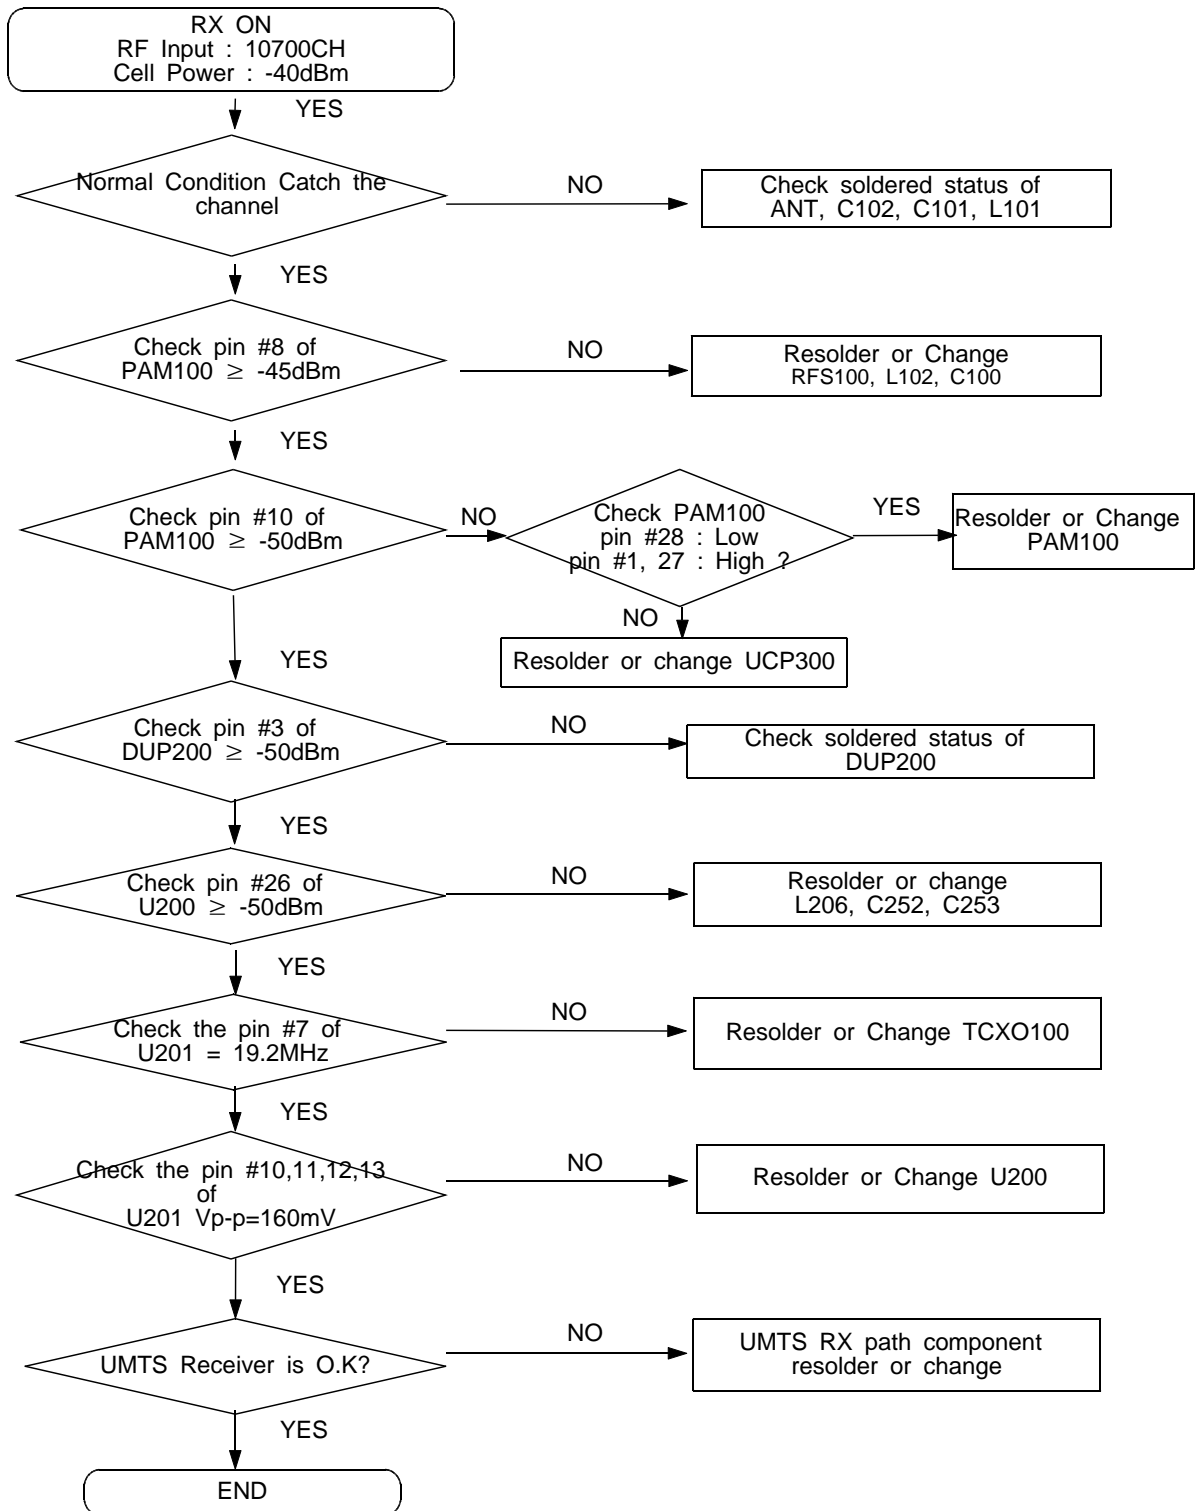 RX ON
RF Input : 10700CH
Cell Power : -40dBm
YES
Normal Condition Catch the
channel
NO
Check soldered status of
ANT, C102, C101, L101
YES
Check pin #8 of
PAM100 ≥ -45dBm
NO
Resolder or Change
RFS100, L102, C100
YES
Check pin #10 of
PAM100 ≥ -50dBm
NO
Check PAM100
pin #28 : Low
pin #1, 27 : High ?
YES
Resolder or Change
PAM100
NO
Resolder or change UCP300
YES
Check pin #3 of
DUP200 ≥ -50dBm
NO
Check soldered status of
DUP200
YES
Check pin #26 of
U200 ≥ -50dBm
NO
Resolder or change
L206, C252, C253
YES
Check the pin #7 of
U201 = 19.2MHz
NO
Resolder or Change TCXO100
YES
Check the pin #10,11,12,13
of
U201 Vp-p=160mV
NO
Resolder or Change U200
YES
UMTS Receiver is O.K?
NO
UMTS RX path component
resolder or change
YES
END